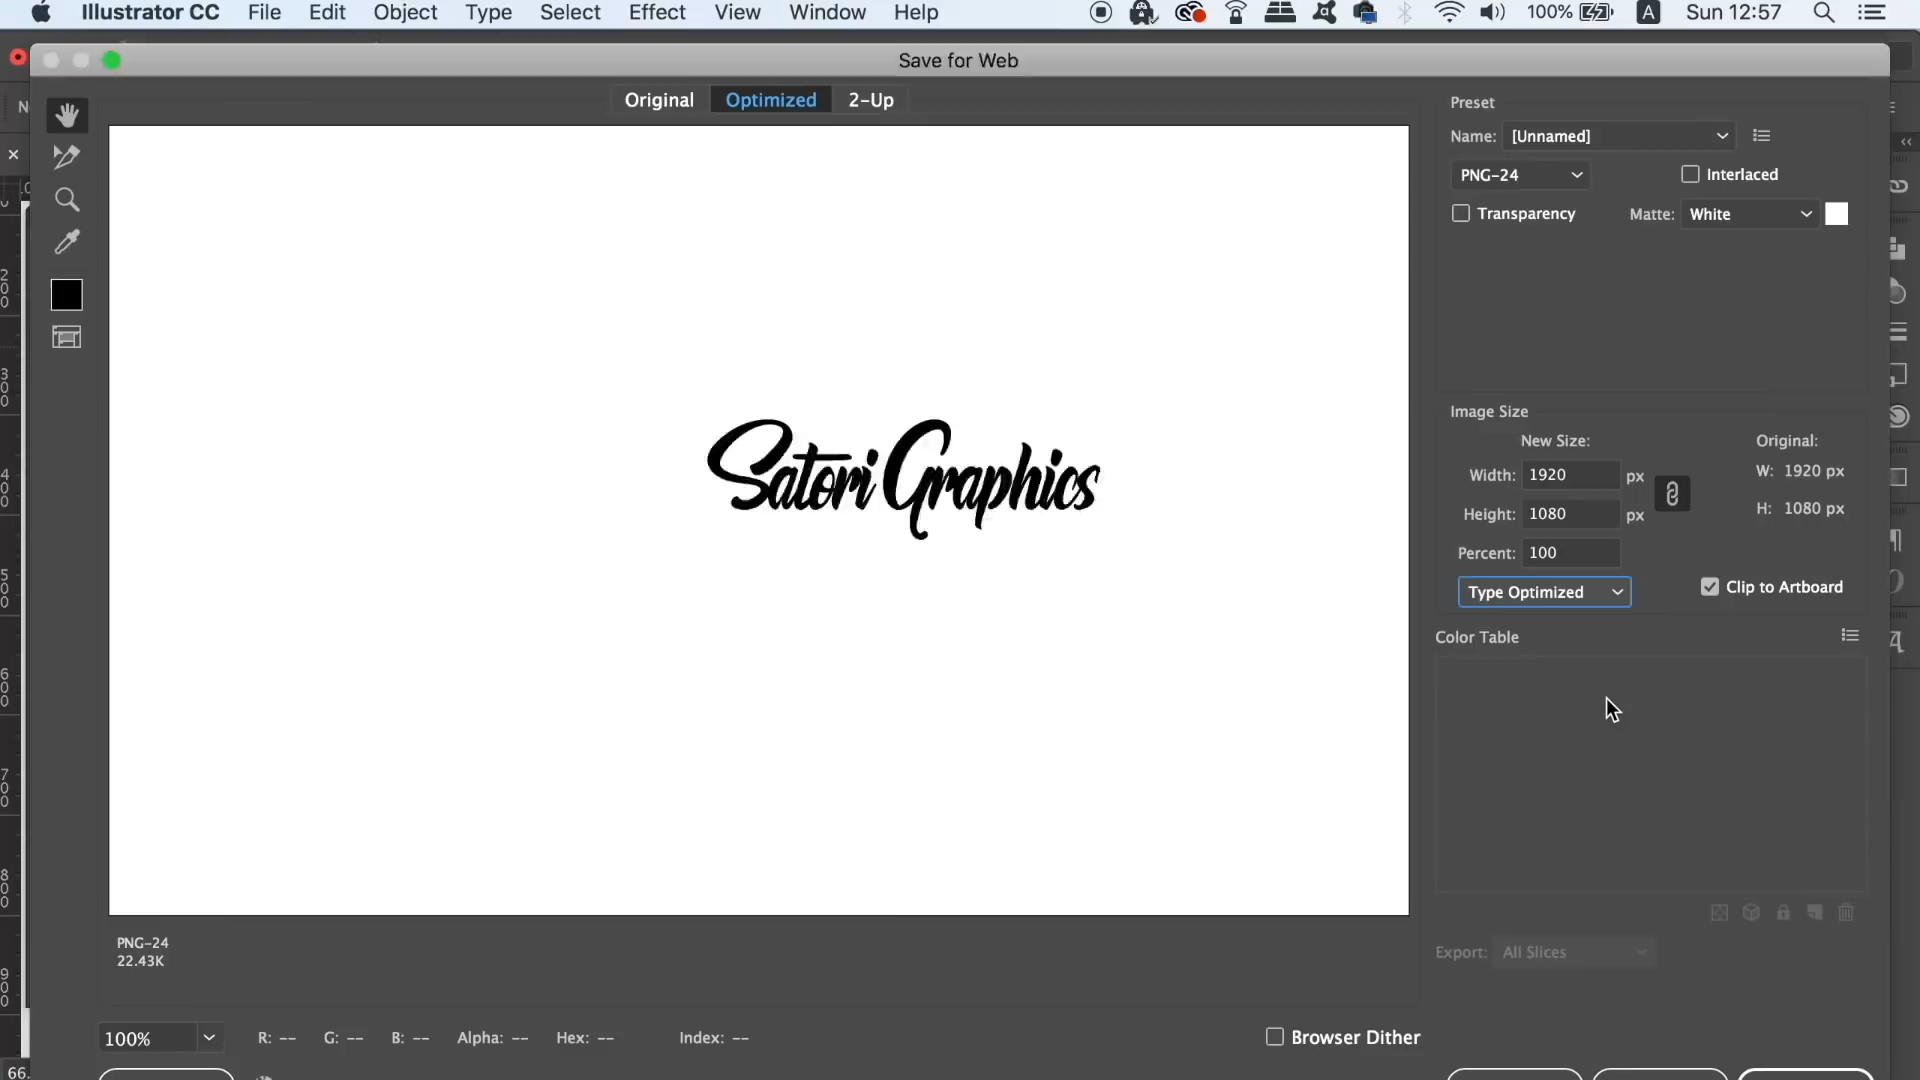 Illustrator CC File Edit Object Type Select Effect View Window Help 100% A Sun 12:57
Save for Web
Original Optimized 2-Up
Preset
Name: [Unnamed]
PNG-24 Interlaced
Transparency Matte: White
Satori Graphics
Image Size
New Size: Original:
Width: 1920 px W: 1920 px
Height: 1080 px H: 1080 px
Percent: 100
Type Optimized Clip to Artboard
Color Table
PNG-24
22.43K
Export: All Slices
100% R: -- G: -- B: -- Alpha: -- Hex: -- Index: -- Browser Dither
66.